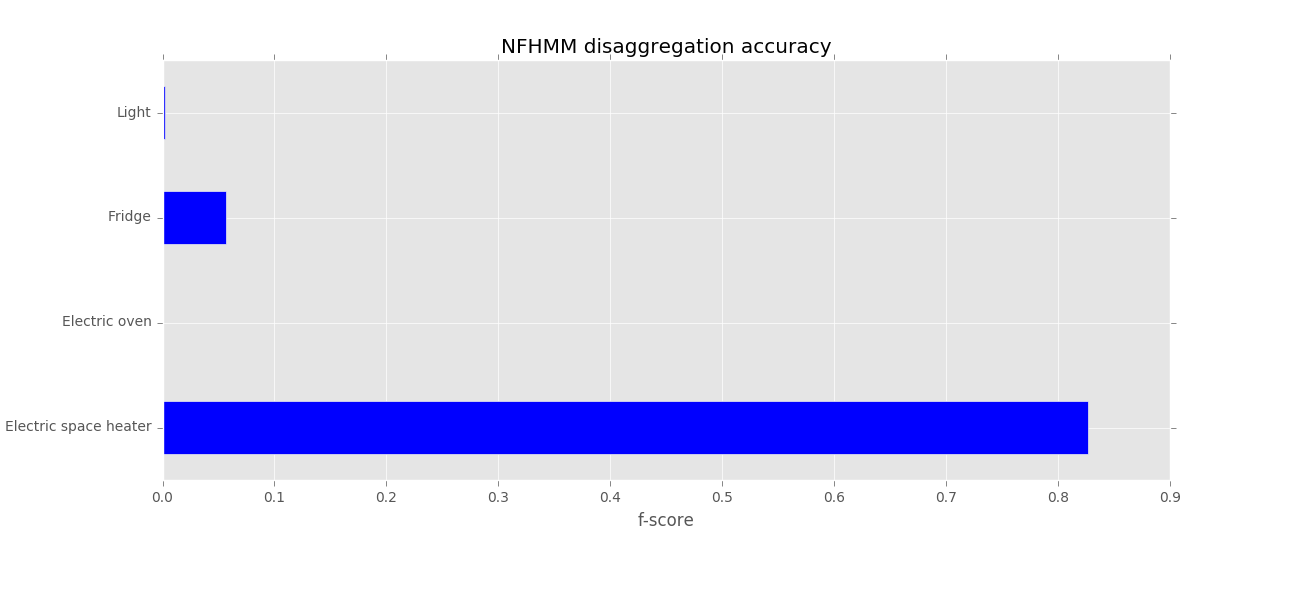 NFHMM disaggregation accuracy
Light
Fridge
Electric oven
Electric space heater
0.0 0.1 0.2 0.3 0.4 0.5 0.6 0.7 0.8 0.9
f-score